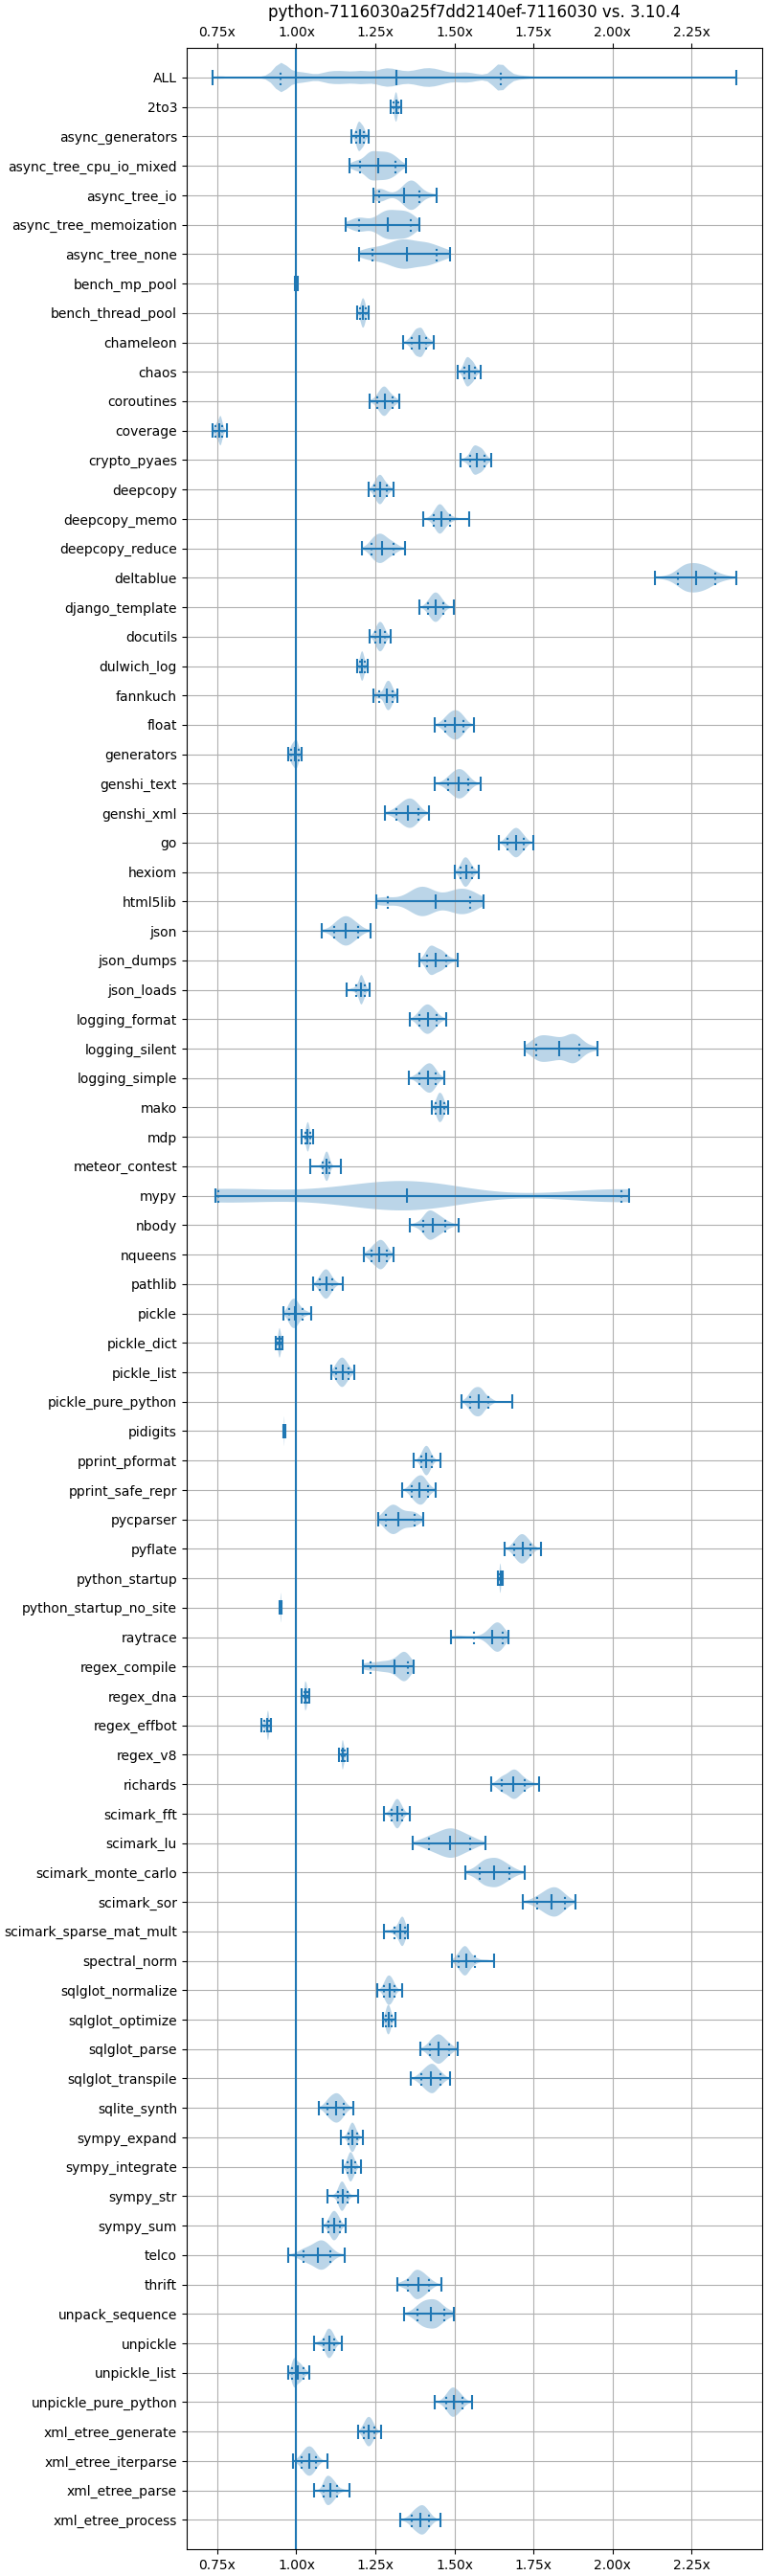 python-7116030a25f7dd2140ef-7116030 vs. 3.10.4
0.75x 1.00x 1.25x 1.50x 1.75x 2.00x 2.25x
ALL
2to3
async_generators
async_tree_cpu_io_mixed
async_tree_io
async_tree_memoization
async_tree_none
bench_mp_pool
bench_thread_pool
chameleon
chaos
coroutines
coverage
crypto_pyaes
deepcopy
deepcopy_memo
deepcopy_reduce
deltablue
django_template
docutils
dulwich_log
fannkuch
float
generators
genshi_text
genshi_xml
go
hexiom
html5lib
json
json_dumps
json_loads
logging_format
logging_silent
logging_simple
mako
mdp
meteor_contest
mypy
nbody
nqueens
pathlib
pickle
pickle_dict
pickle_list
pickle_pure_python
pidigits
pprint_pformat
pprint_safe_repr
pycparser
pyflate
python_startup
python_startup_no_site
raytrace
regex_compile
regex_dna
regex_effbot
regex_v8
richards
scimark_fft
scimark_lu
scimark_monte_carlo
scimark_sor
scimark_sparse_mat_mult
spectral_norm
sqlglot_normalize
sqlglot_optimize
sqlglot_parse
sqlglot_transpile
sqlite_synth
sympy_expand
sympy_integrate
sympy_str
sympy_sum
telco
thrift
unpack_sequence
unpickle
unpickle_list
unpickle_pure_python
xml_etree_generate
xml_etree_iterparse
xml_etree_parse
xml_etree_process
0.75x 1.00x 1.25x 1.50x 1.75x 2.00x 2.25x